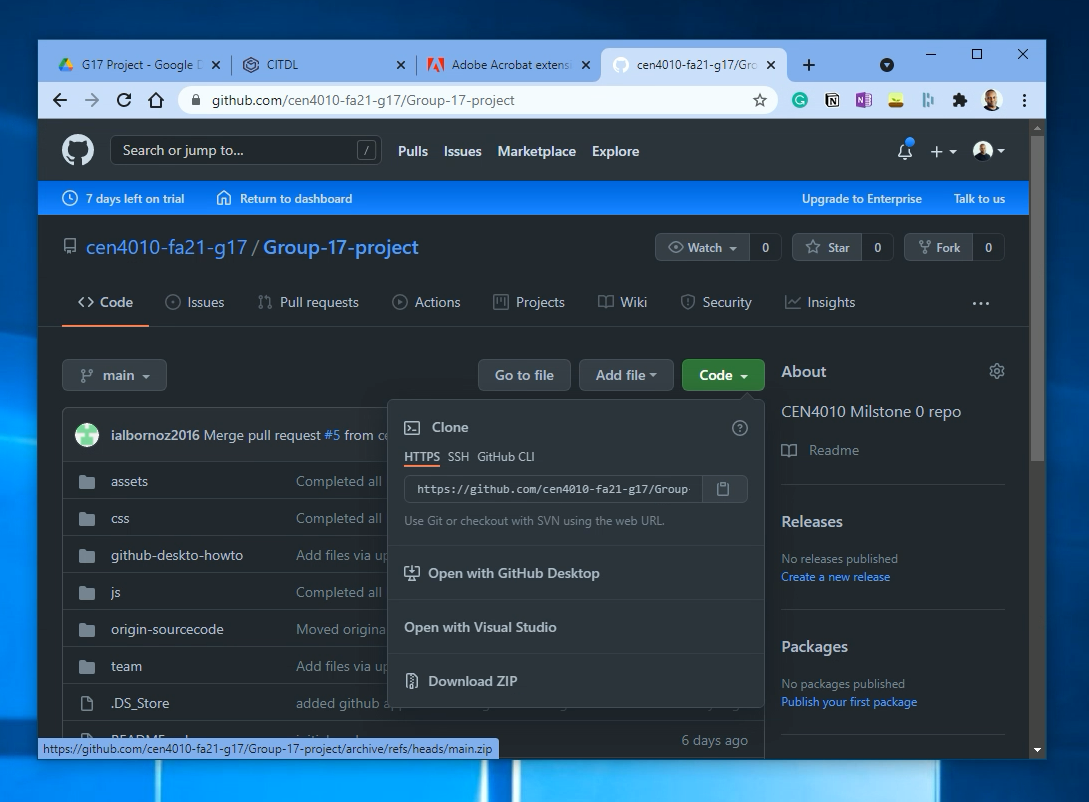 G17 Project - Google D
CITDL
Adobe Acrobat extens
cen4010-fa21-g17/Gro
github.com/cen4010-fa21-g17/Group-17-project
Search or jump to...
/
Pulls
Issues
Marketplace
Explore
7 days left on trial
Return to dashboard
Upgrade to Enterprise
Talk to us
cen4010-fa21-g17 / Group-17-project
Watch
0
Star
0
Fork
0
<> Code
Issues
Pull requests
Actions
Projects
Wiki
Security
Insights
...
main
Go to file
Add file
Code
About
CEN4010 Milstone 0 repo
Readme
ialbornoz2016 Merge pull request #5 from ce
Clone
HTTPS
SSH
GitHub CLI
https://github.com/cen4010-fa21-g17/Group-
Use Git or checkout with SVN using the web URL.
Open with GitHub Desktop
Open with Visual Studio
Download ZIP
assets
Completed all
css
Completed all
github-deskto-howto
Add files via up
js
Completed all
origin-sourcecode
Moved origina
team
Add files via up
.DS_Store
added github a
6 days ago
Releases
No releases published
Create a new release
Packages
No packages published
Publish your first package
https://github.com/cen4010-fa21-g17/Group-17-project/archive/refs/heads/main.zip